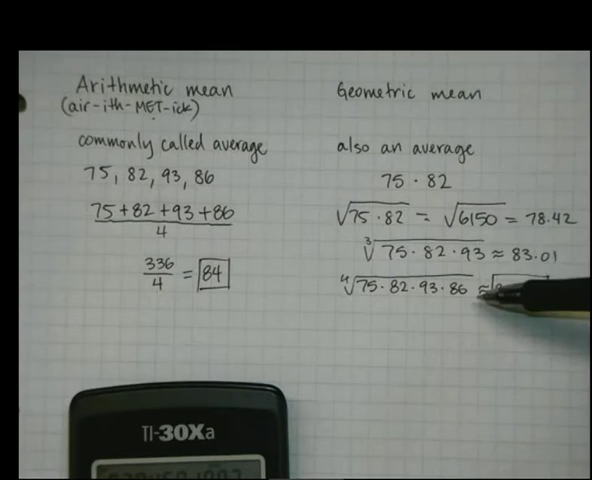 Arithmetic mean
(air-ith-MET-ick)
commonly called average
75, 82, 93, 86
75+82+93+86
4
336
4
= 84
Geometric mean
also an average
75 · 82
√75 · 82 = √6150 = 78.42
³√75 · 82 · 93 ≈ 83.01
⁴√75 · 82 · 93 · 86 ≈
TI-30Xa